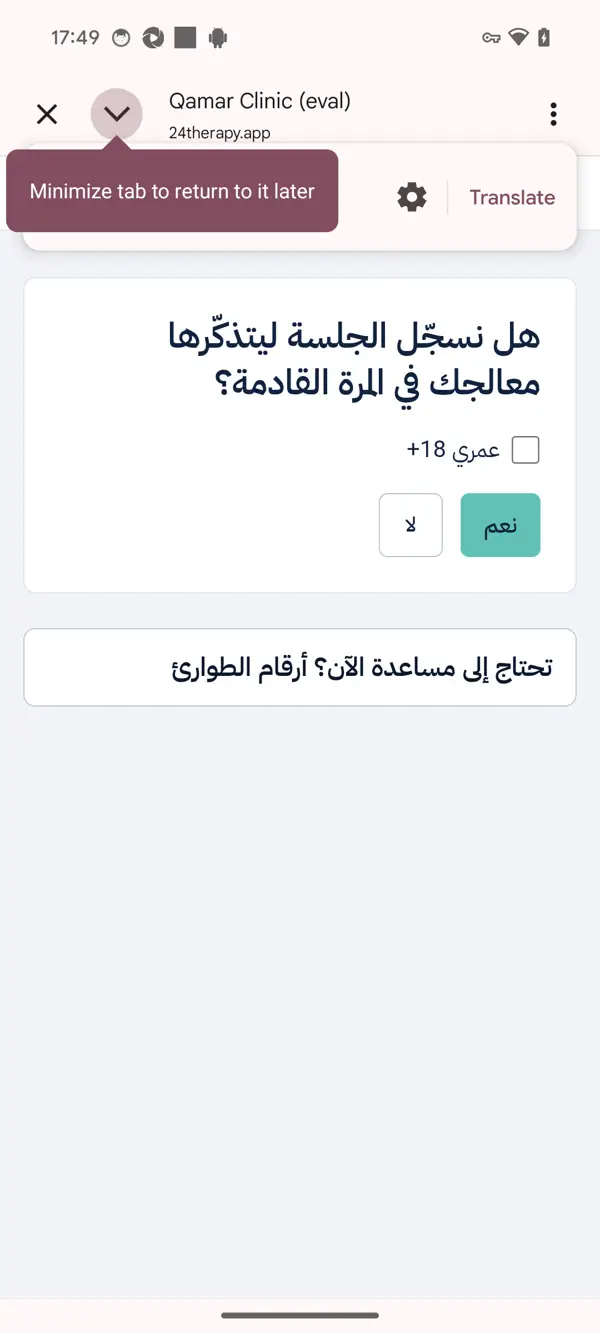 17:49
Qamar Clinic (eval)
24therapy.app
Minimize tab to return to it later
Translate
هل نسجّل الجلسة ليتذكّرها
معالجك في المرة القادمة؟
عمري 18+
نعم
لا
تحتاج إلى مساعدة الآن؟ أرقام الطوارئ